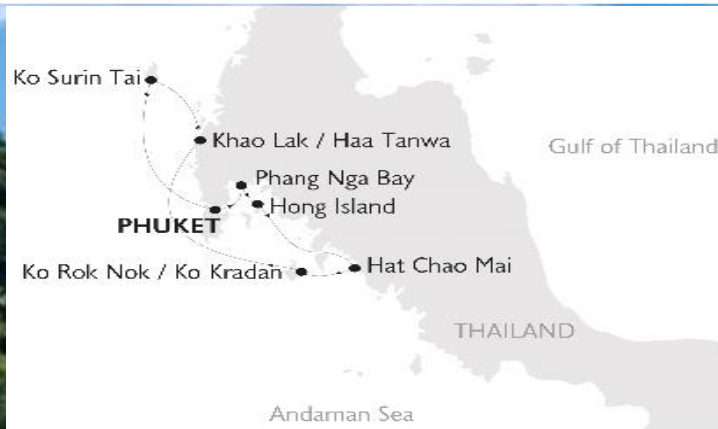 Ko Surin Tai
Khao Lak / Haa Tanwa
Gulf of Thailand
Phang Nga Bay
Hong Island
PHUKET
Ko Rok Nok / Ko Kradan
Hat Chao Mai
THAILAND
Andaman Sea